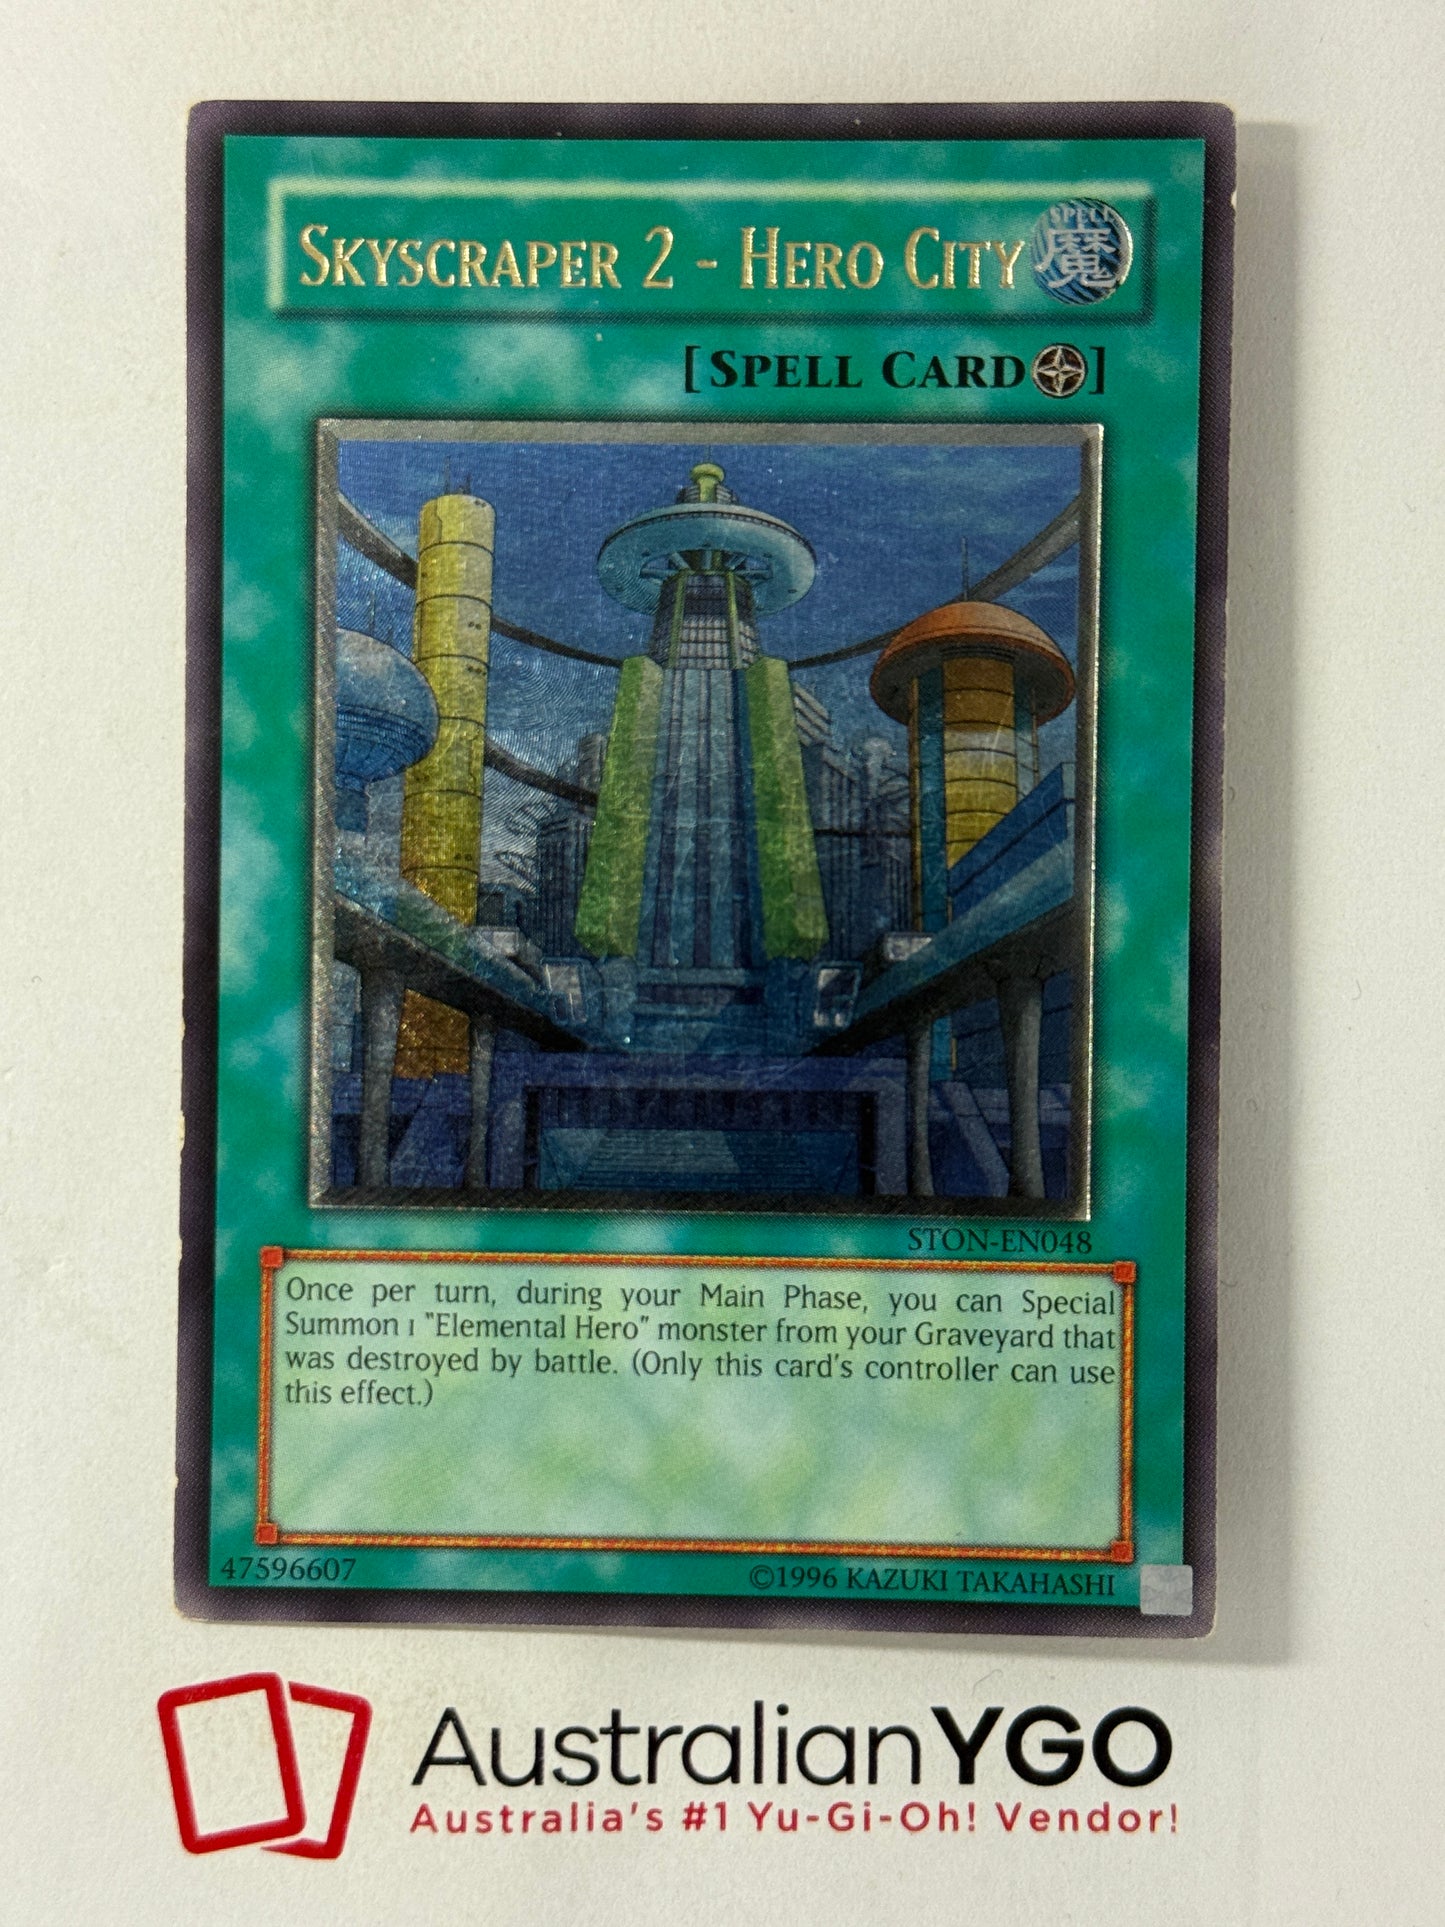 SKYSCRAPER 2 - HERO CITY
SPELL
魔
[SPELL CARD]
STON-EN048
Once per turn, during your Main Phase, you can Special
Summon 1 "Elemental Hero" monster from your Graveyard that
was destroyed by battle. (Only this card's controller can use
this effect.)
47596607
©1996 KAZUKI TAKAHASHI
AustralianYGO
Australia's #1 Yu-Gi-Oh! Vendor!